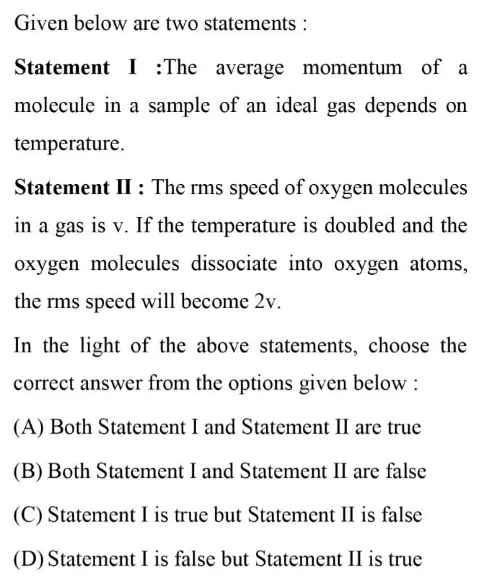 Given below are two statements :
Statement I :The average momentum of a
molecule in a sample of an ideal gas depends on
temperature.
Statement II : The rms speed of oxygen molecules
in a gas is v. If the temperature is doubled and the
oxygen molecules dissociate into oxygen atoms,
the rms speed will become 2v.
In the light of the above statements, choose the
correct answer from the options given below :
(A) Both Statement I and Statement II are true
(B) Both Statement I and Statement II are false
(C) Statement I is true but Statement II is false
(D) Statement I is false but Statement II is true